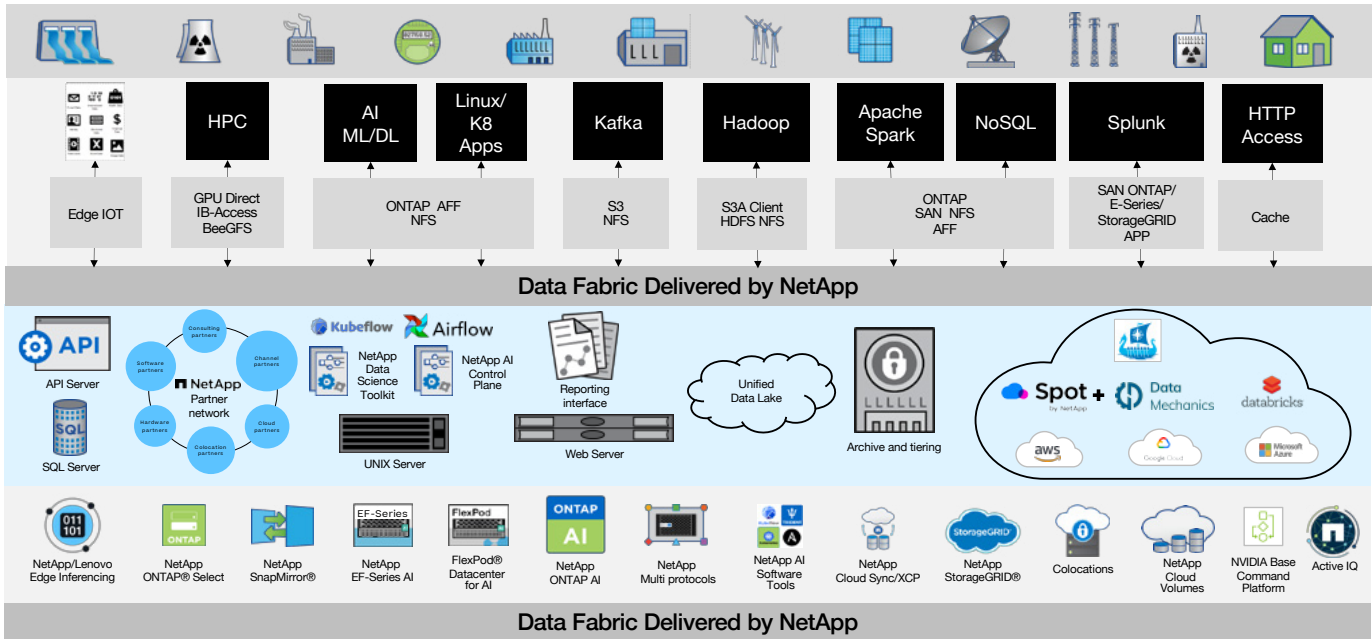 HPC
AI
ML/DL
Linux/
K8
Apps
Kafka
Hadoop
Apache
Spark
NoSQL
Splunk
HTTP
Access
Edge IOT
GPU Direct
IB-Access
BeeGFS
ONTAP AFF
NFS
S3
NFS
S3A Client
HDFS NFS
ONTAP
SAN NFS
AFF
SAN ONTAP/
E-Series/
StorageGRID
APP
Cache
Data Fabric Delivered by NetApp
API
API Server
SQL
SQL Server
Consulting
partners
Channel
partners
Cloud
partners
Colocation
partners
Hardware
partners
Software
partners
NetApp
Partner
network
Kubeflow
Airflow
NetApp
Data
Science
Toolkit
NetApp AI
Control
Plane
UNIX Server
Reporting
interface
Web Server
Unified
Data Lake
Archive and tiering
Spot
by NetApp
+
Data
Mechanics
databricks
aws
Google Cloud
Microsoft
Azure
011
101
NetApp/Lenovo
Edge Inferencing
ONTAP
NetApp
ONTAP® Select
NetApp
SnapMirror®
EF-Series
NetApp
EF-Series AI
FlexPod
FlexPod®
Datacenter
for AI
ONTAP
AI
NetApp
ONTAP AI
NetApp
Multi protocols
NetApp AI
Software
Tools
NetApp
Cloud Sync/XCP
StorageGRID
NetApp
StorageGRID®
Colocations
NetApp
Cloud
Volumes
NVIDIA Base
Command
Platform
Active IQ
Data Fabric Delivered by NetApp